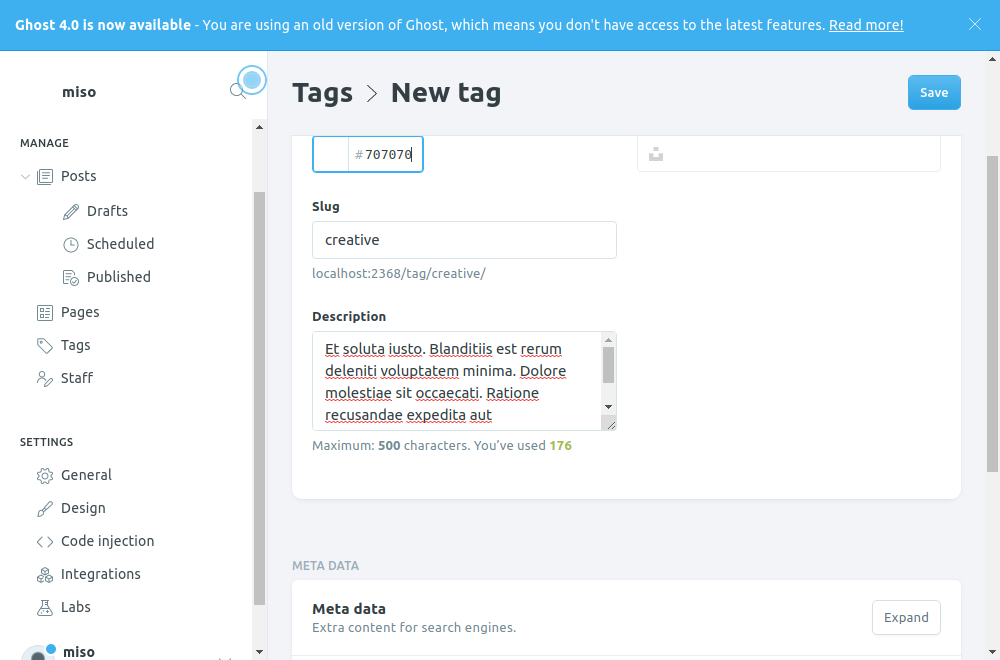 Ghost 4.0 is now available - You are using an old version of Ghost, which means you don't have access to the latest features. Read more!
miso
Tags > New tag
Save
MANAGE
Posts
Drafts
Scheduled
Published
Pages
Tags
Staff
SETTINGS
General
Design
Code injection
Integrations
Labs
miso
#707070
Slug
creative
localhost:2368/tag/creative/
Description
Et soluta iusto. Blanditiis est rerum
deleniti voluptatem minima. Dolore
molestiae sit occaecati. Ratione
recusandae expedita aut
Maximum: 500 characters. You've used 176
META DATA
Meta data
Extra content for search engines.
Expand